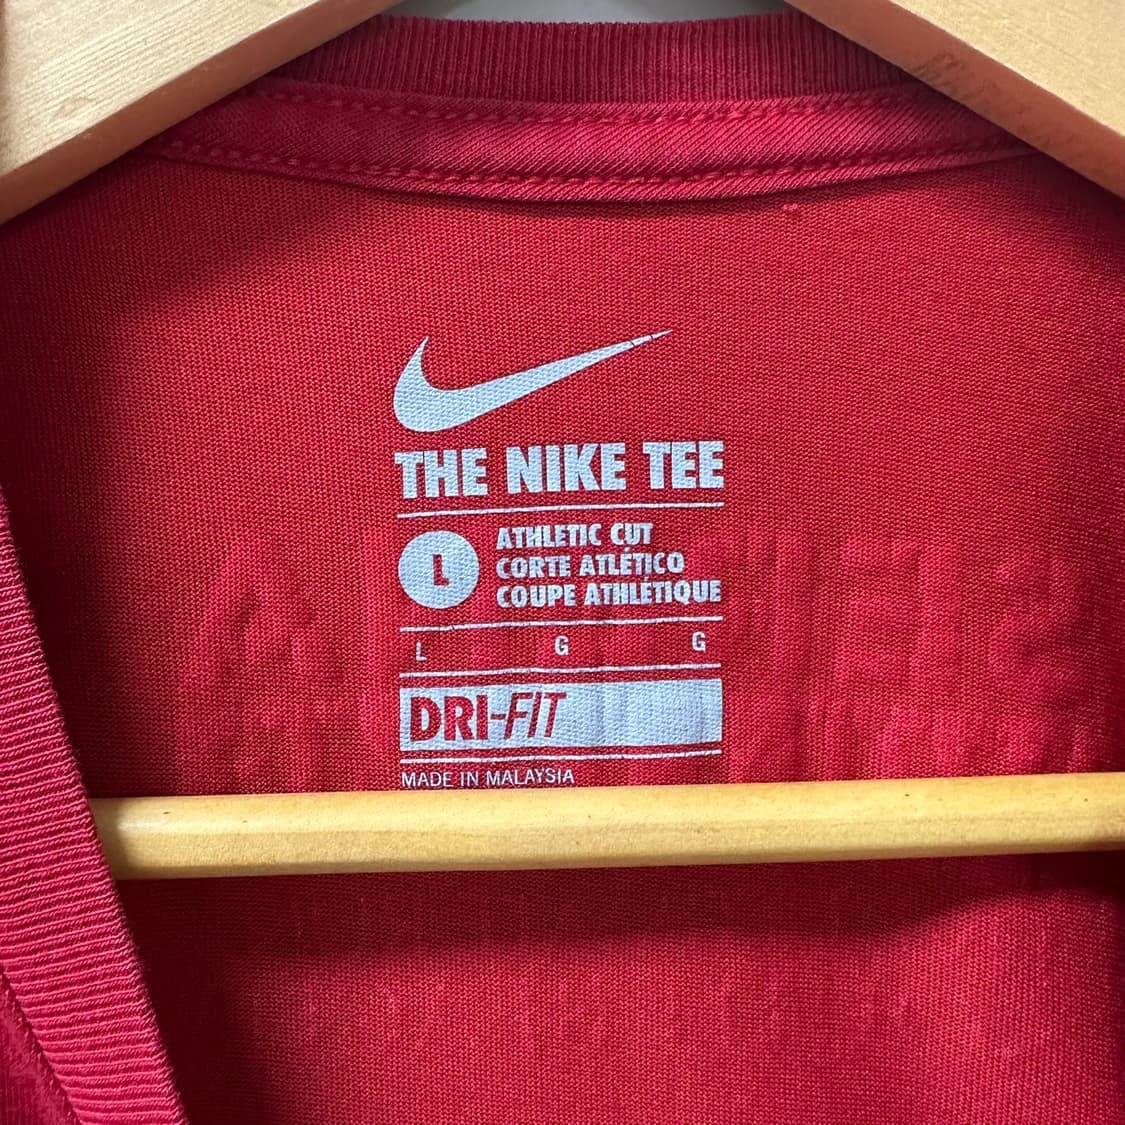 THE NIKE TEE
L
ATHLETIC CUT
CORTE ATLÉTICO
COUPE ATHLÉTIQUE
L G G
DRI-FIT
MADE IN MALAYSIA